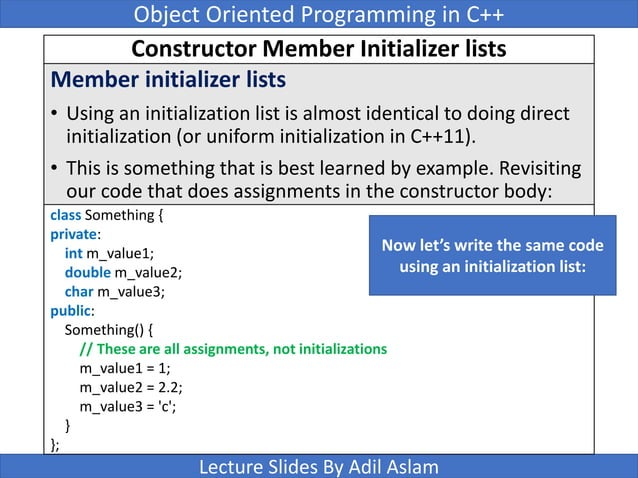 Object Oriented Programming in C++
Constructor Member Initializer lists
Member initializer lists
• Using an initialization list is almost identical to doing direct
initialization (or uniform initialization in C++11).
• This is something that is best learned by example. Revisiting
our code that does assignments in the constructor body:
class Something {
private:
int m_value1;
double m_value2;
char m_value3;
public:
Something() {
// These are all assignments, not initializations
m_value1 = 1;
m_value2 = 2.2;
m_value3 = 'c';
}
};
Now let’s write the same code
using an initialization list:
Lecture Slides By Adil Aslam